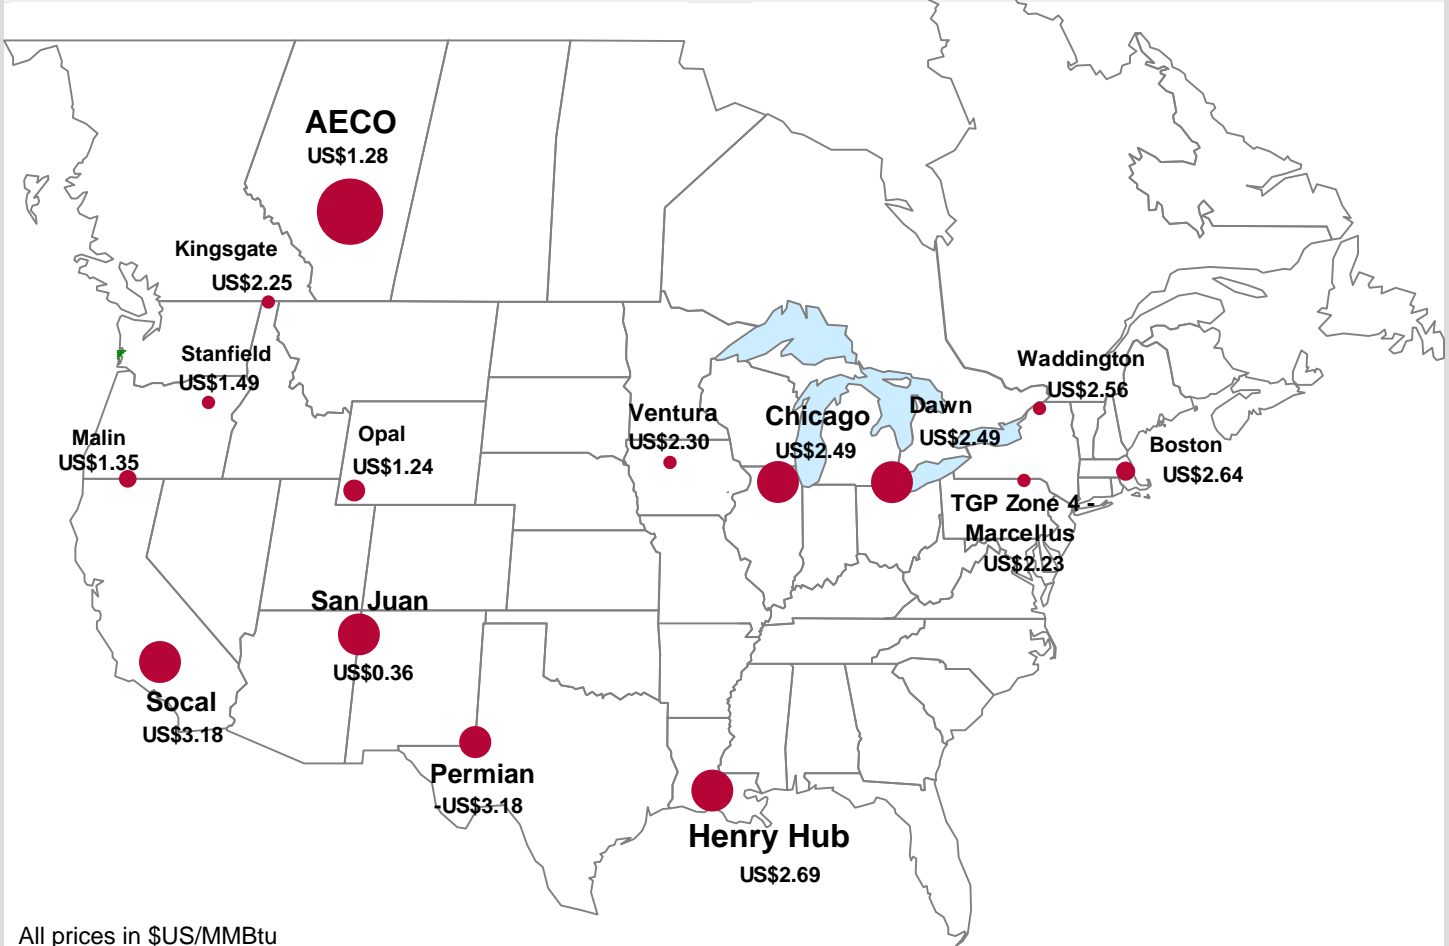 AECO
US$1.28
Kingsgate
US$2.25
Stanfield
US$1.49
Malin
US$1.35
Opal
US$1.24
Ventura
US$2.30
Chicago
US$2.49
Dawn
US$2.49
Waddington
US$2.56
Boston
US$2.64
TGP Zone 4 -
Marcellus
US$2.23
San Juan
US$0.36
Socal
US$3.18
Permian
-US$3.18
Henry Hub
US$2.69
All prices in $US/MMBtu